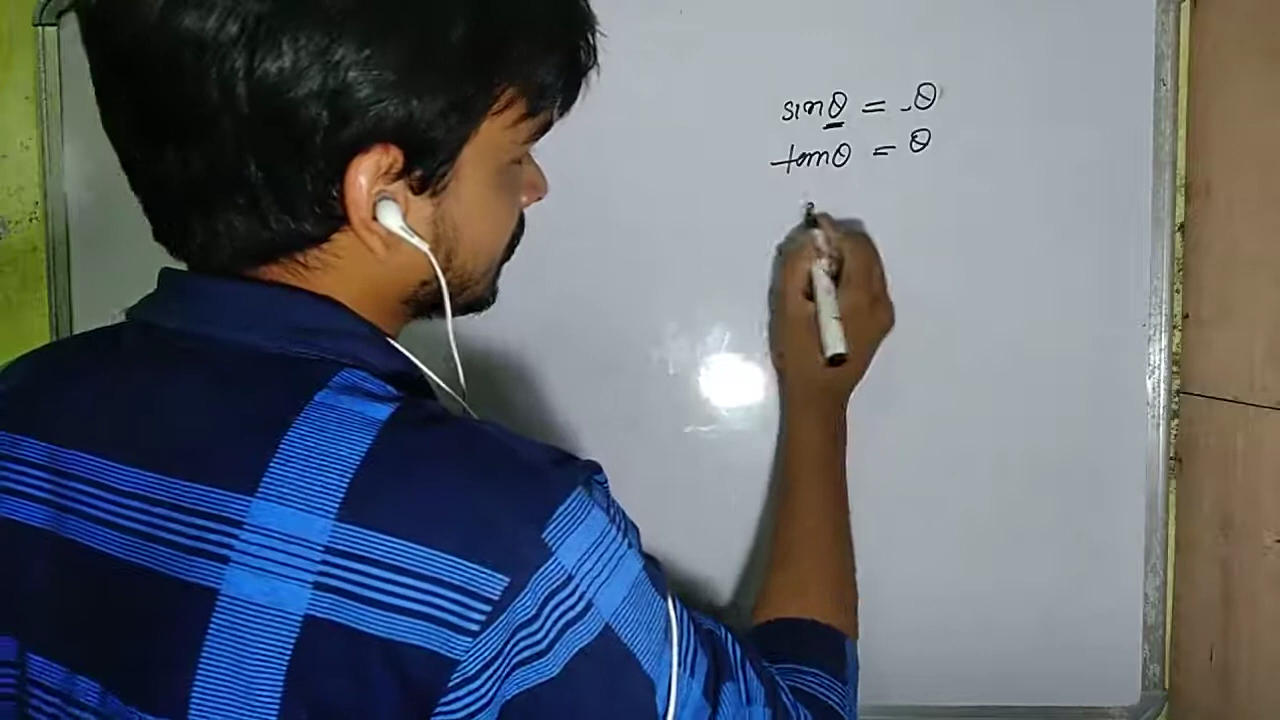 sinθ = θ
tanθ = θ